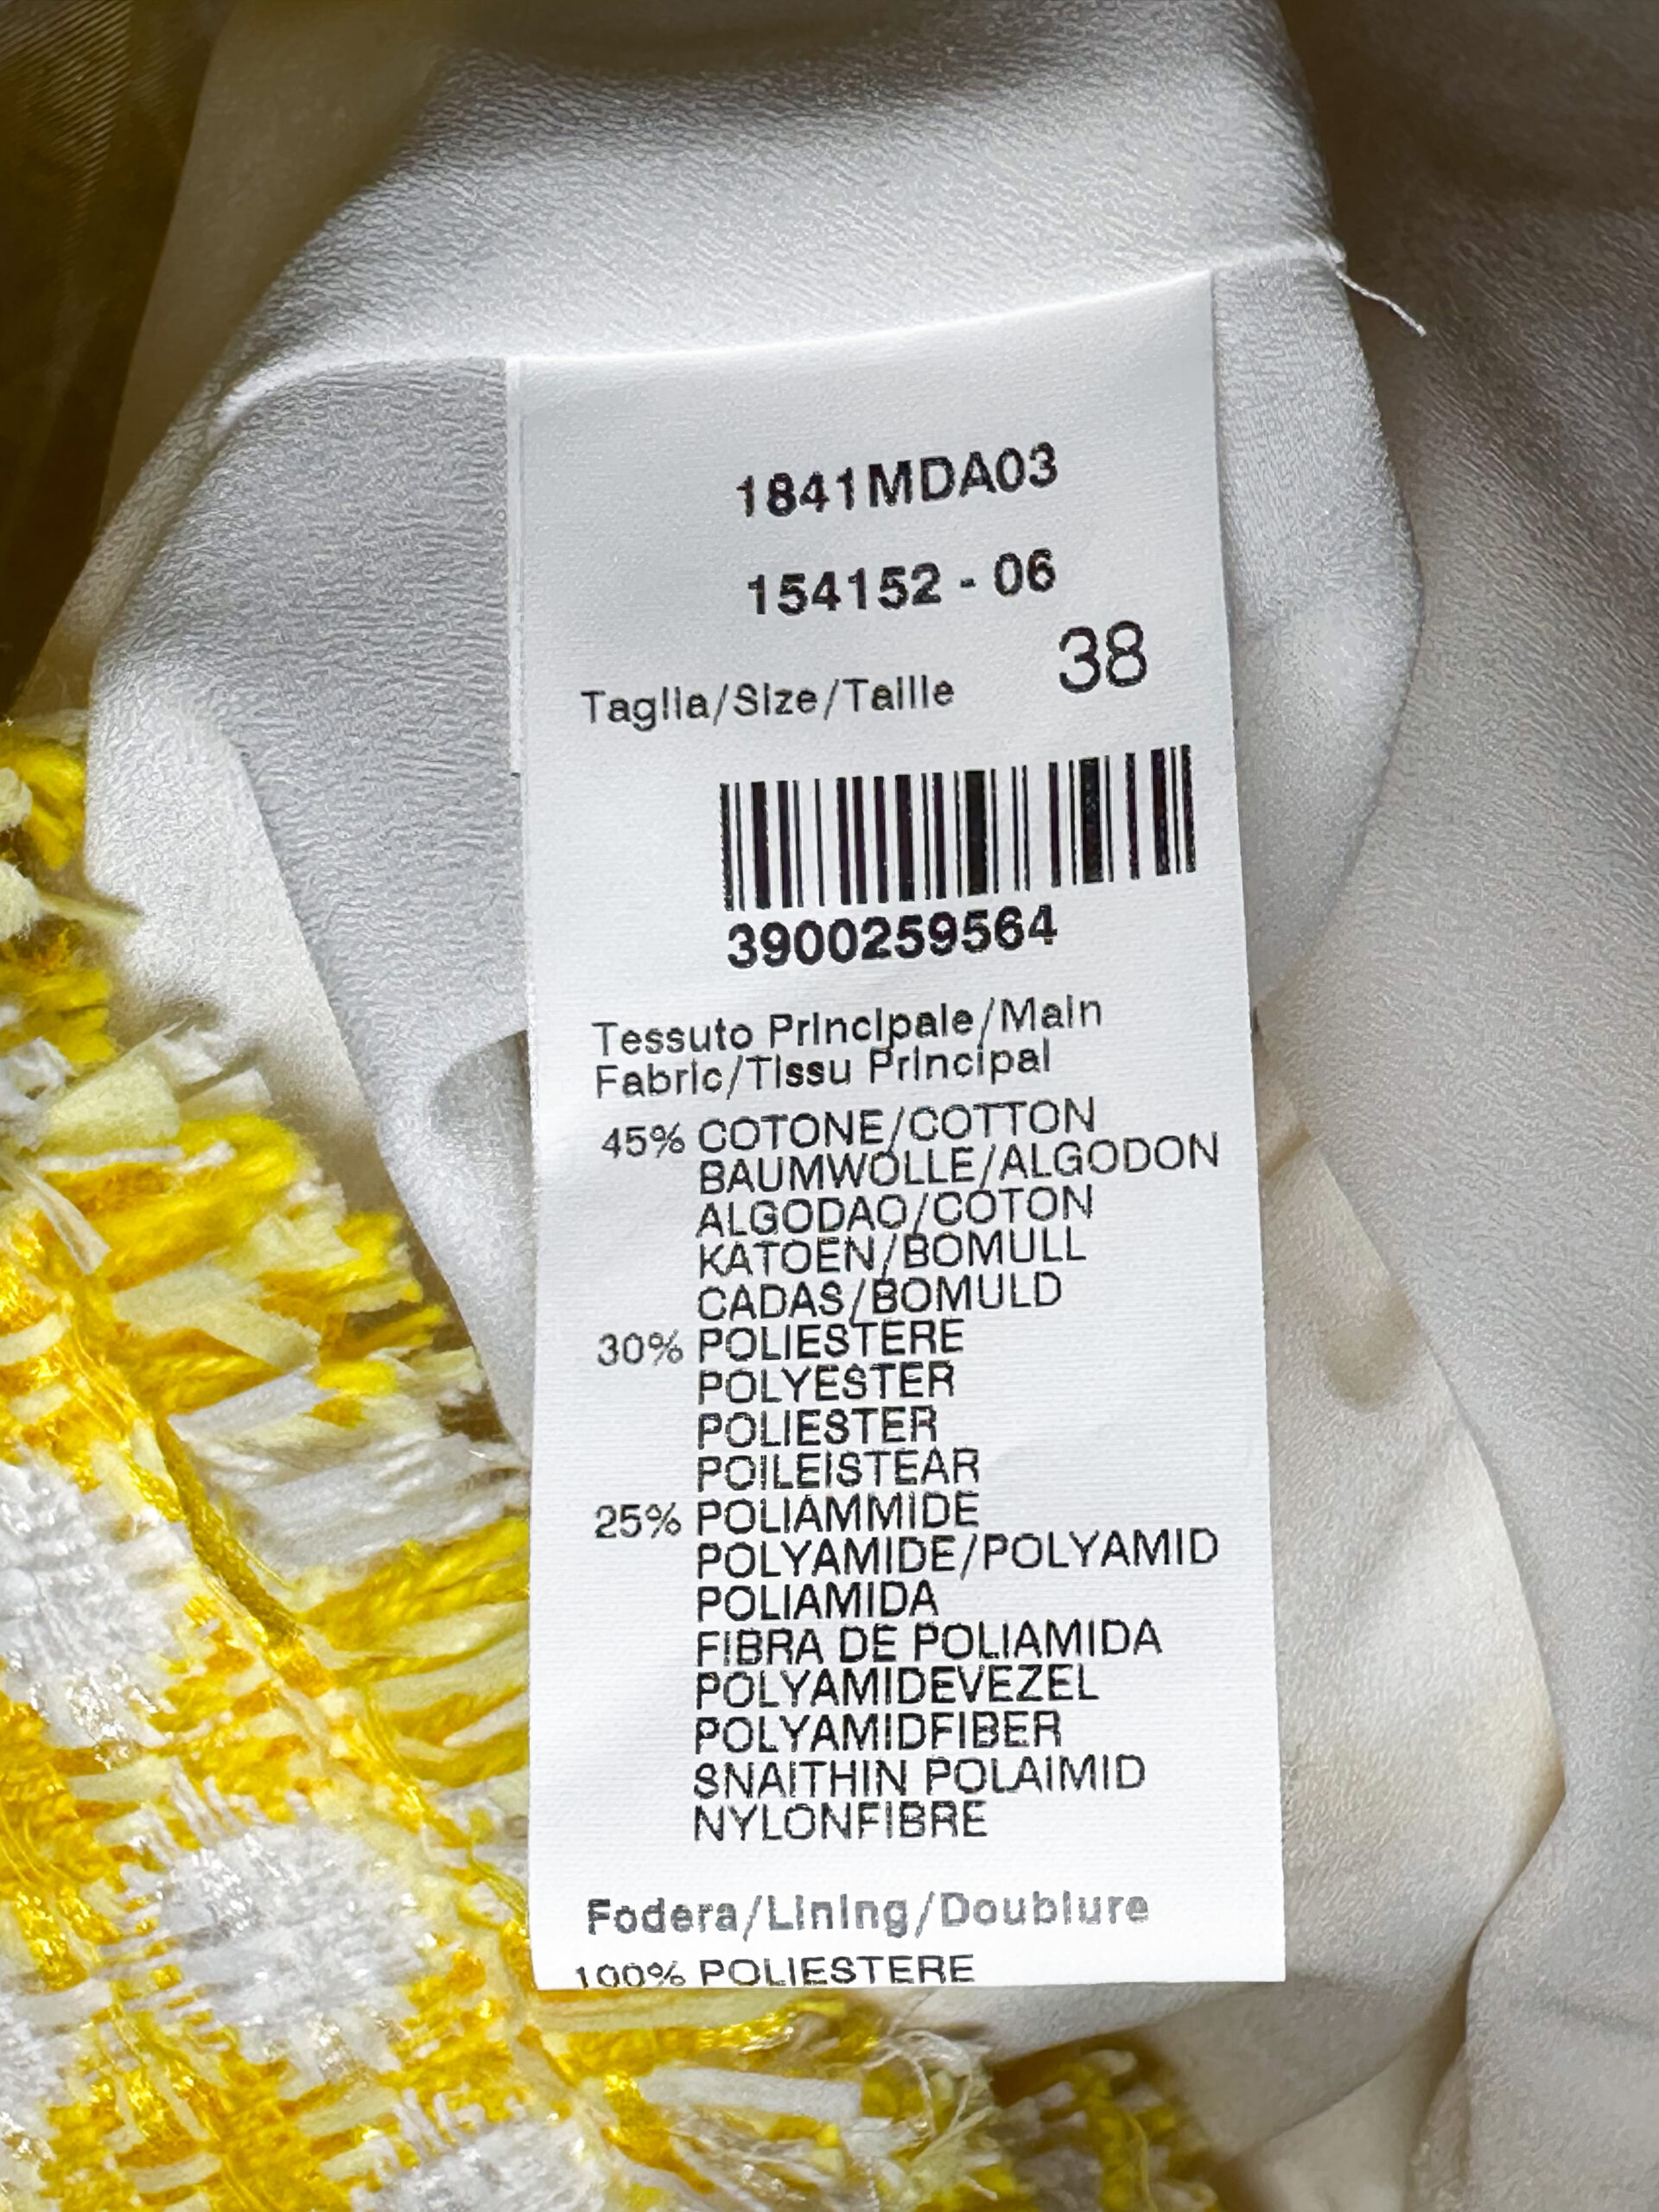 1841MDA03
154152 - 06
Taglia/Size/Taille 38
3900259564
Tessuto Principale/Main
Fabric/Tissu Principal
45% COTONE/COTTON
BAUMWOLLE/ALGODON
ALGODAO/COTON
KATOEN/BOMULL
CADAS/BOMULD
30% POLIESTERE
POLYESTER
POLIESTER
POILEISTEAR
25% POLIAMMIDE
POLYAMIDE/POLYAMID
POLIAMIDA
FIBRA DE POLIAMIDA
POLYAMIDEVEZEL
POLYAMIDFIBER
SNAITHIN POLAIMID
NYLONFIBRE
Fodera/Lining/Doublure
100% POLIESTERE